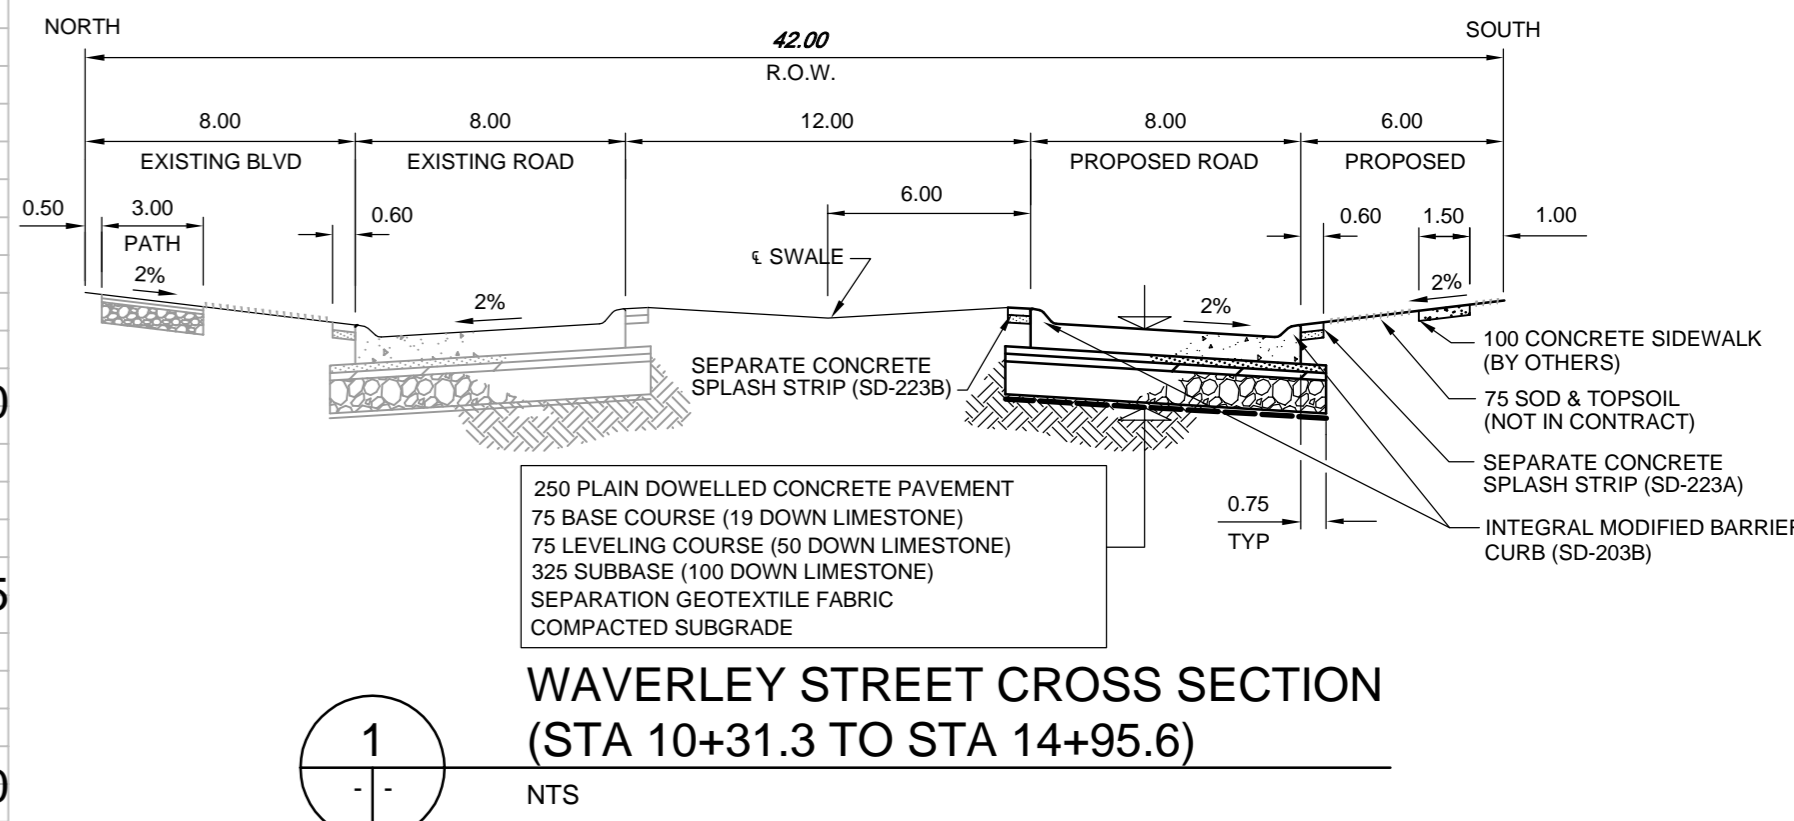 NORTH
SOUTH
42.00
R.O.W.
8.00
8.00
12.00
8.00
6.00
EXISTING BLVD
EXISTING ROAD
PROPOSED ROAD
PROPOSED
0.50
3.00
PATH
2%
0.60
6.00
0.60
1.50
1.00
℄ SWALE
2%
2%
2%
SEPARATE CONCRETE
SPLASH STRIP (SD-223B)
100 CONCRETE SIDEWALK
(BY OTHERS)
75 SOD & TOPSOIL
(NOT IN CONTRACT)
SEPARATE CONCRETE
SPLASH STRIP (SD-223A)
INTEGRAL MODIFIED BARRIER
CURB (SD-203B)
0.75
TYP
250 PLAIN DOWELLED CONCRETE PAVEMENT
75 BASE COURSE (19 DOWN LIMESTONE)
75 LEVELING COURSE (50 DOWN LIMESTONE)
325 SUBBASE (100 DOWN LIMESTONE)
SEPARATION GEOTEXTILE FABRIC
COMPACTED SUBGRADE
WAVERLEY STREET CROSS SECTION
(STA 10+31.3 TO STA 14+95.6)
1
- -
NTS